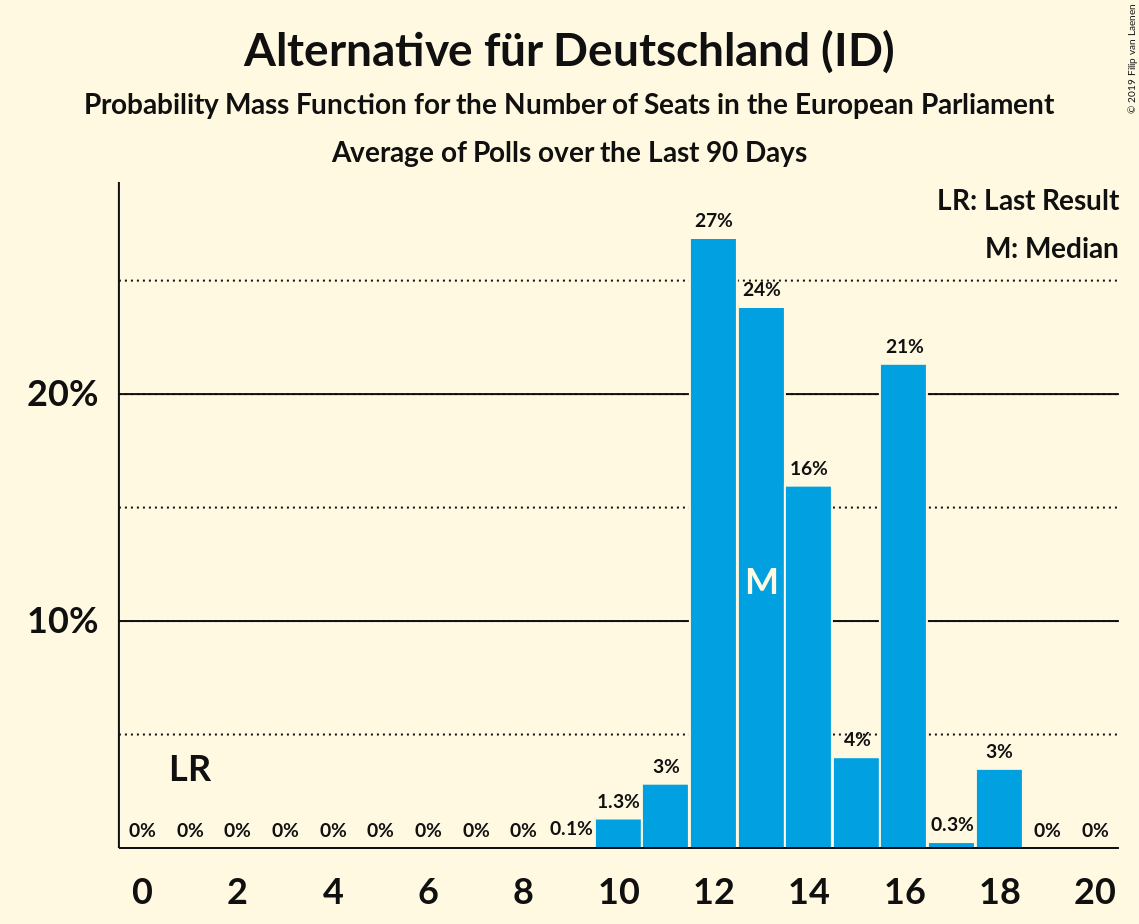 Alternative für Deutschland (ID)
Probability Mass Function for the Number of Seats in the European Parliament
Average of Polls over the Last 90 Days
© 2019 Filip van Laenen
LR: Last Result
M: Median
27%
24%
21%
20%
16%
M
10%
4%
3%
3%
LR
1.3%
0% 0% 0% 0% 0% 0% 0% 0% 0% 0.1% 0.3% 0% 0%
0 2 4 6 8 10 12 14 16 18 20